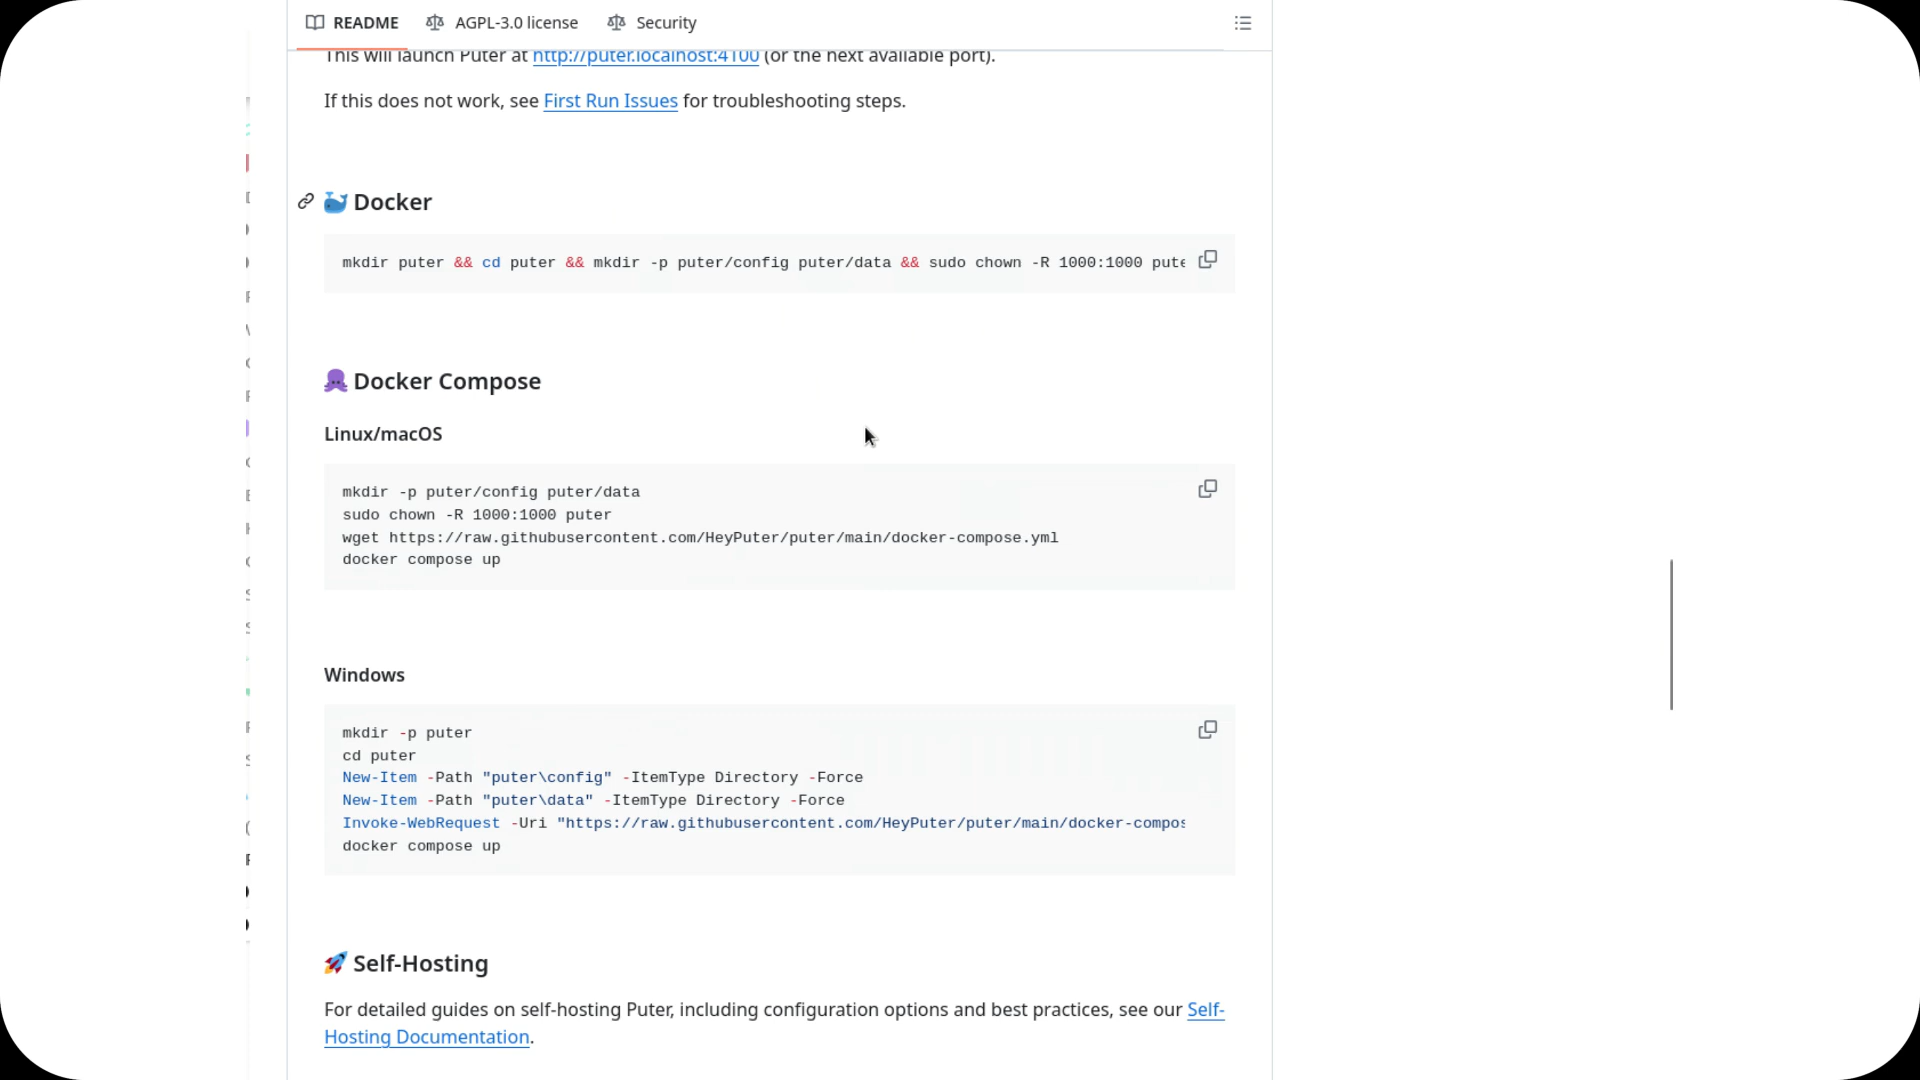 README AGPL-3.0 license Security
This will launch Puter at http://puter.localhost:4100 (or the next available port).
If this does not work, see First Run Issues for troubleshooting steps.
Docker
mkdir puter && cd puter && mkdir -p puter/config puter/data && sudo chown -R 1000:1000 pute
Docker Compose
Linux/macOS
mkdir -p puter/config puter/data
sudo chown -R 1000:1000 puter
wget https://raw.githubusercontent.com/HeyPuter/puter/main/docker-compose.yml
docker compose up
Windows
mkdir -p puter
cd puter
New-Item -Path "puter\config" -ItemType Directory -Force
New-Item -Path "puter\data" -ItemType Directory -Force
Invoke-WebRequest -Uri "https://raw.githubusercontent.com/HeyPuter/puter/main/docker-compos
docker compose up
Self-Hosting
For detailed guides on self-hosting Puter, including configuration options and best practices, see our Self-
Hosting Documentation.